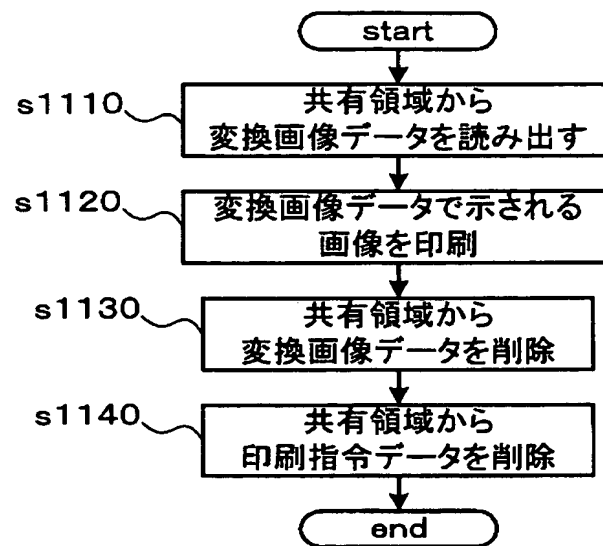 start
s1110
共有領域から
変換画像データを読み出す
s1120
変換画像データで示される
画像を印刷
s1130
共有領域から
変換画像データを削除
s1140
共有領域から
印刷指令データを削除
end